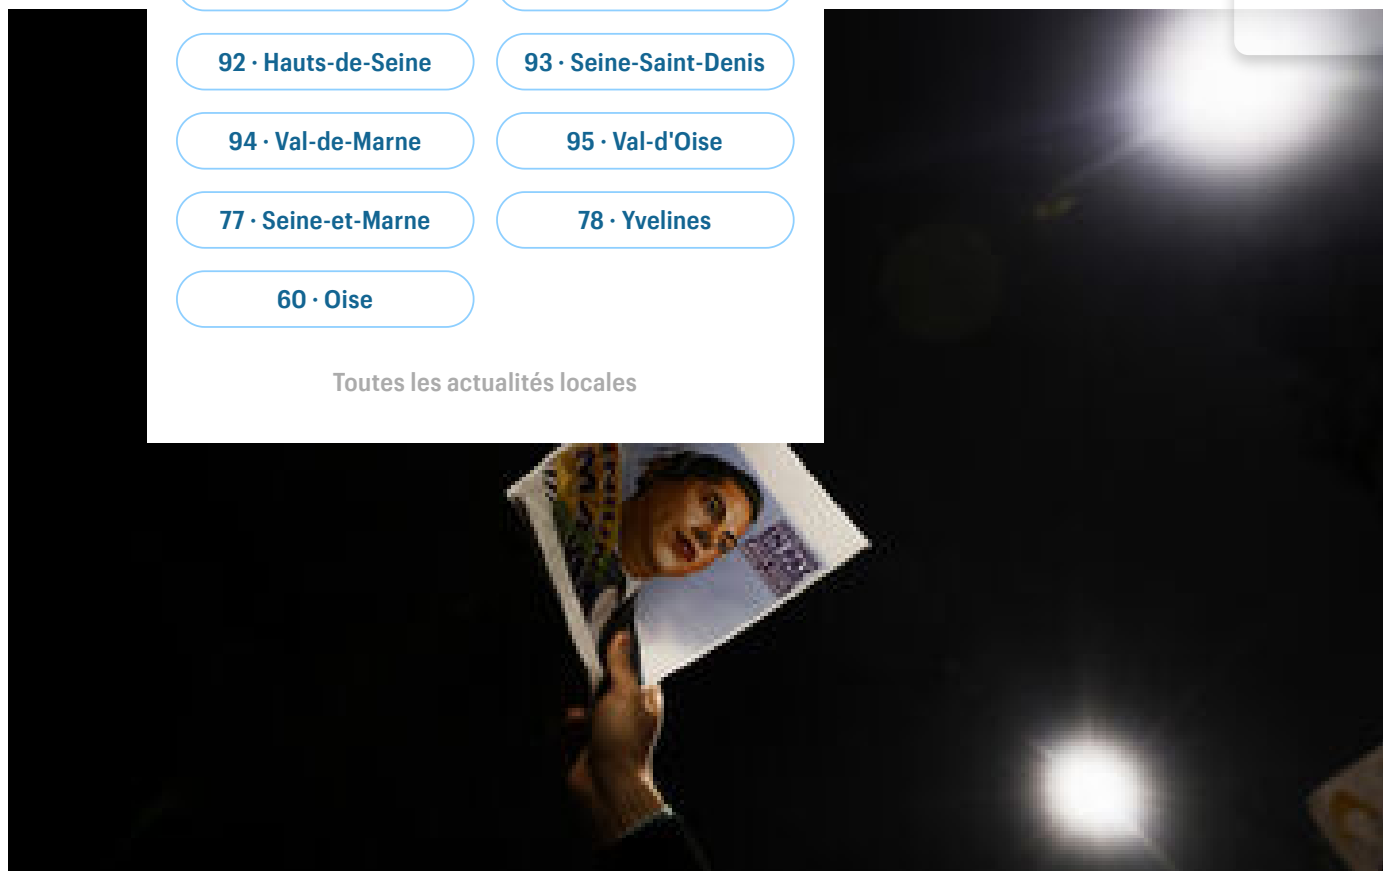 92 · Hauts-de-Seine
93 · Seine-Saint-Denis
94 · Val-de-Marne
95 · Val-d'Oise
77 · Seine-et-Marne
78 · Yvelines
60 · Oise
Toutes les actualités locales